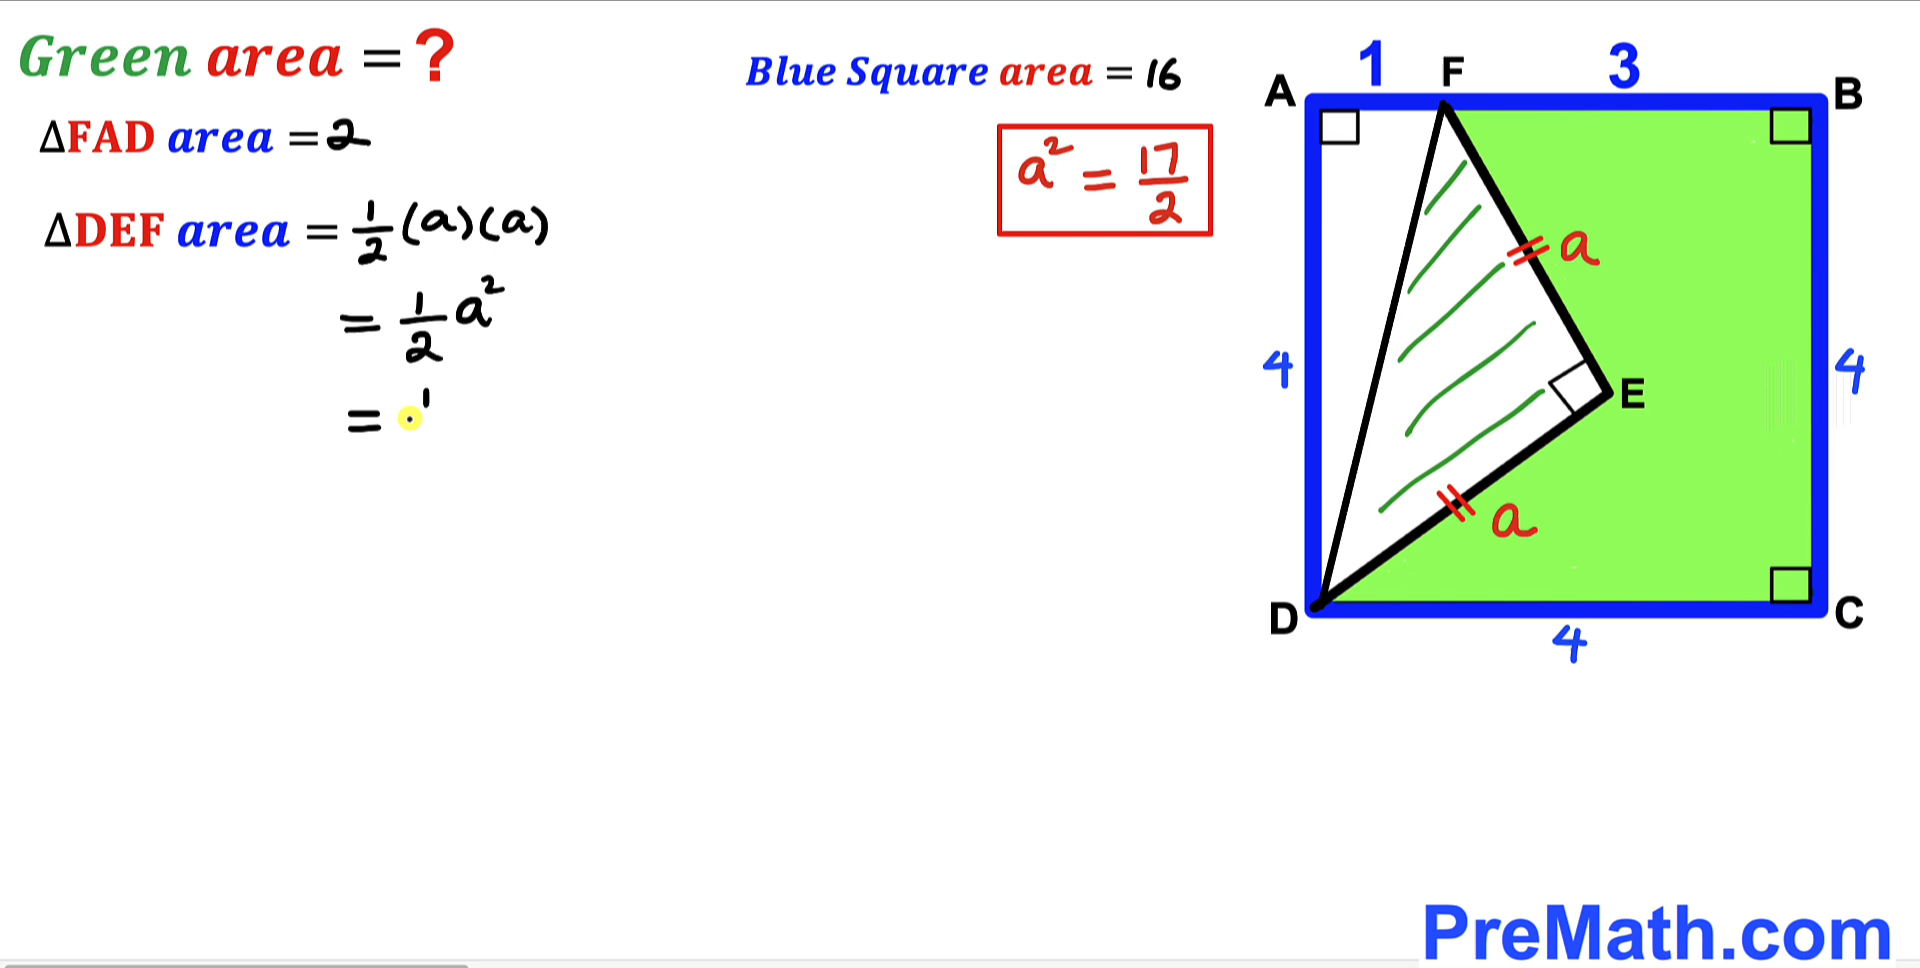 Green area = ?
Blue Square area = 16
ΔFAD area = 2
a² = 17/2
ΔDEF area = 1/2 (a)(a)
= 1/2 a²
= 1
A 1 F 3 B
a
4 E 4
a
D C
4
PreMath.com